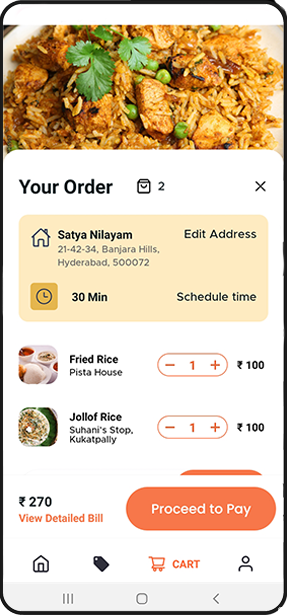 Your Order
2
Satya Nilayam
Edit Address
21-42-34, Banjara Hills,
Hyderabad, 500072
30 Min
Schedule time
Fried Rice
Pista House
1
₹ 100
Jollof Rice
Suhani's Stop,
Kukatpally
1
₹ 100
₹ 270
View Detailed Bill
Proceed to Pay
CART